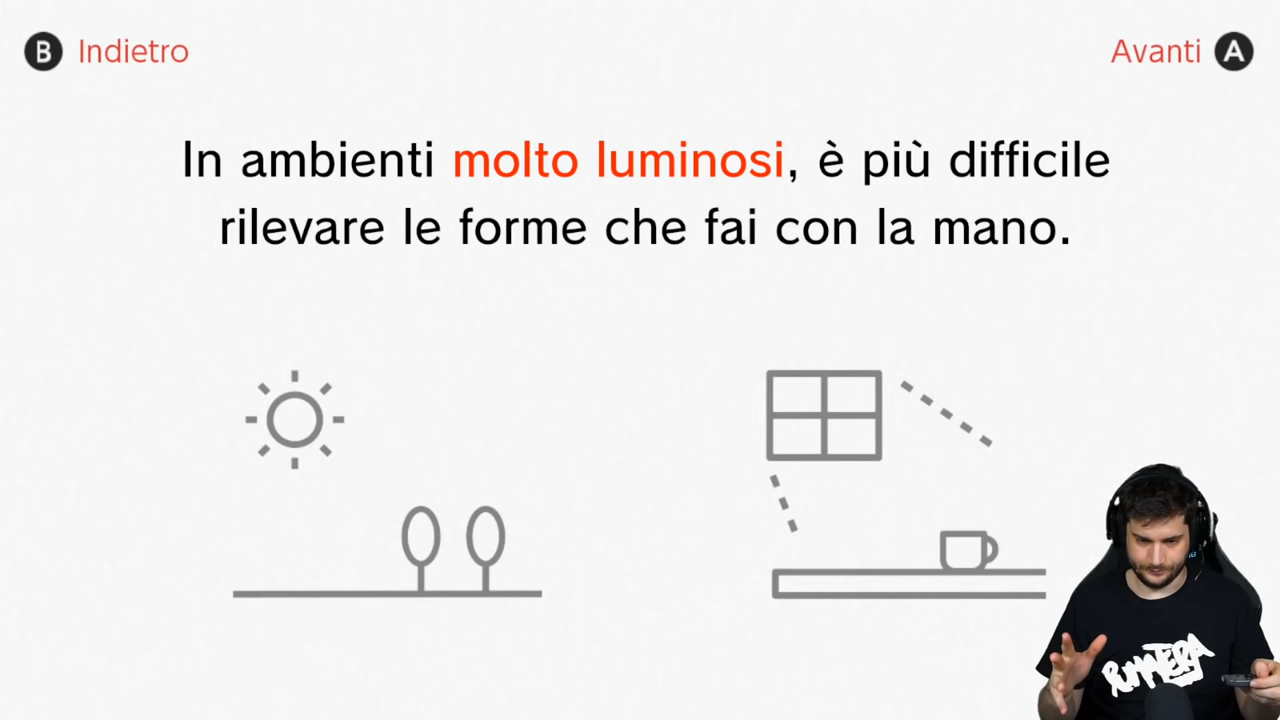 B Indietro
Avanti A
In ambienti molto luminosi, è più difficile
rilevare le forme che fai con la mano.